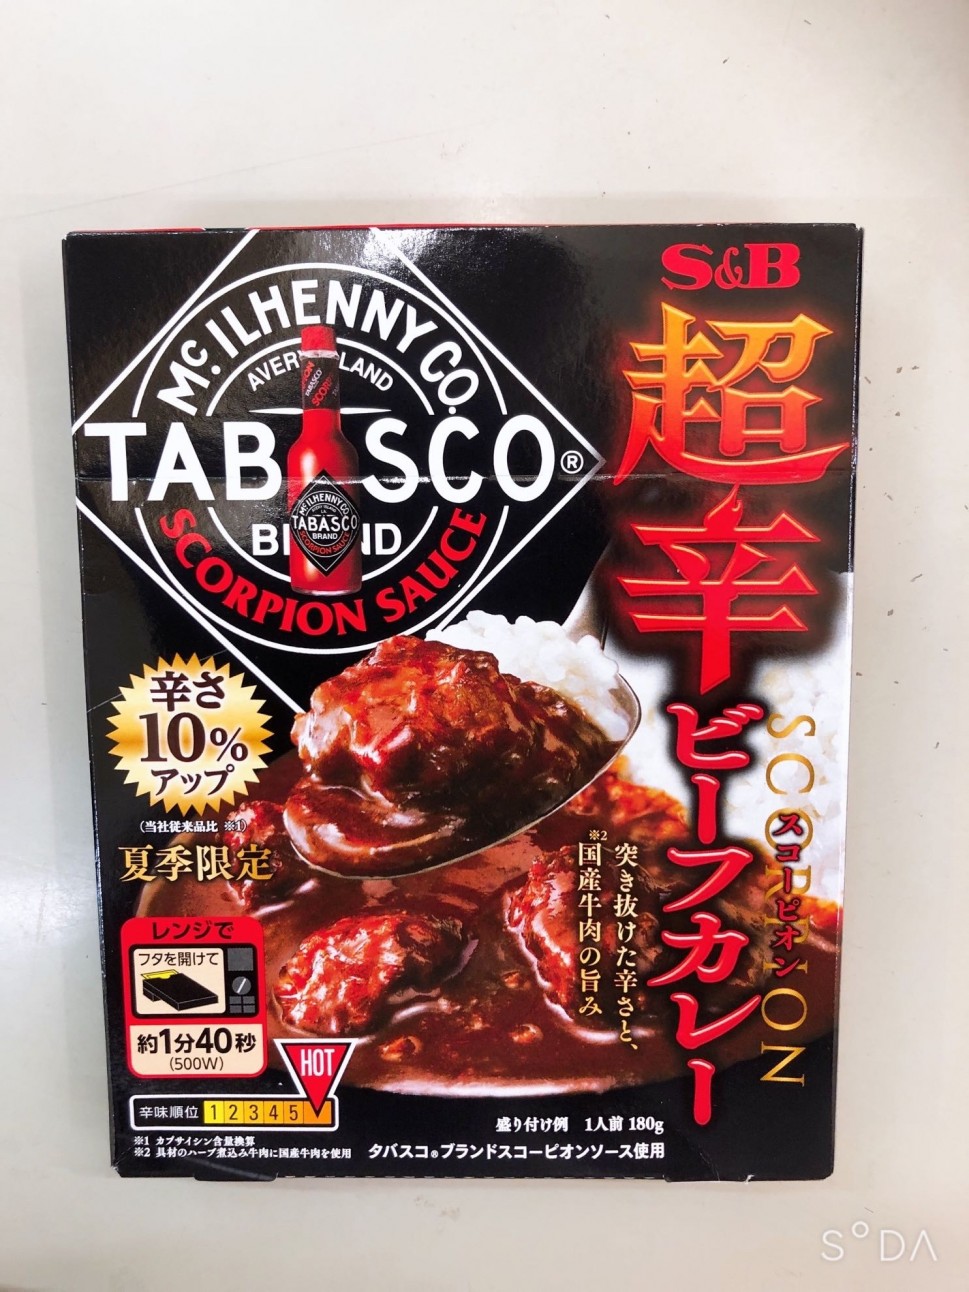 S&B
超辛
ビーフカレー
SCORPION
スコーピオン
McILHENNY CO.
AVERY ISLAND
TABASCO®
BRAND
SCORPION SAUCE
McILHENNY CO.
TABASCO
BRAND
SCORPION SAUCE
辛さ
10%
アップ
(当社従来品比 ※1)
夏季限定
突き抜けた辛さと、
※2
国産牛肉の旨み
レンジで
フタを開けて
約1分40秒
(500W)
HOT
辛味順位 1 2 3 4 5
盛り付け例 1人前 180g
※1 カプサイシン含量換算
※2 具材のハーブ煮込み牛肉に国産牛肉を使用
タバスコ®ブランドスコーピオンソース使用
SODA